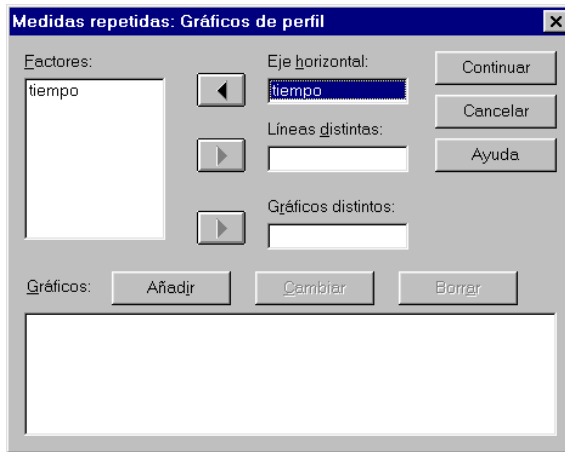 Medidas repetidas: Gráficos de perfil
Factores:
tiempo
Eje horizontal:
tiempo
Líneas distintas:
Gráficos distintos:
Continuar
Cancelar
Ayuda
Gráficos:
Añadir
Cambiar
Borrar